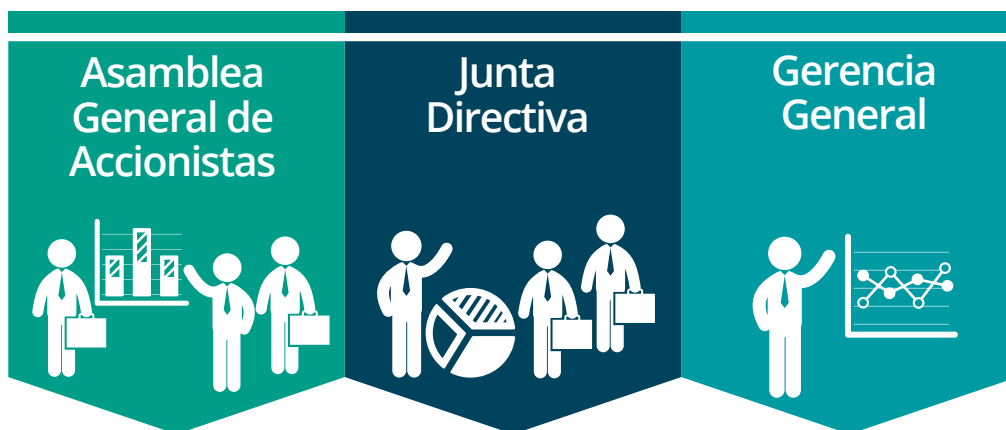 Asamblea
General de
Accionistas
Junta
Directiva
Gerencia
General